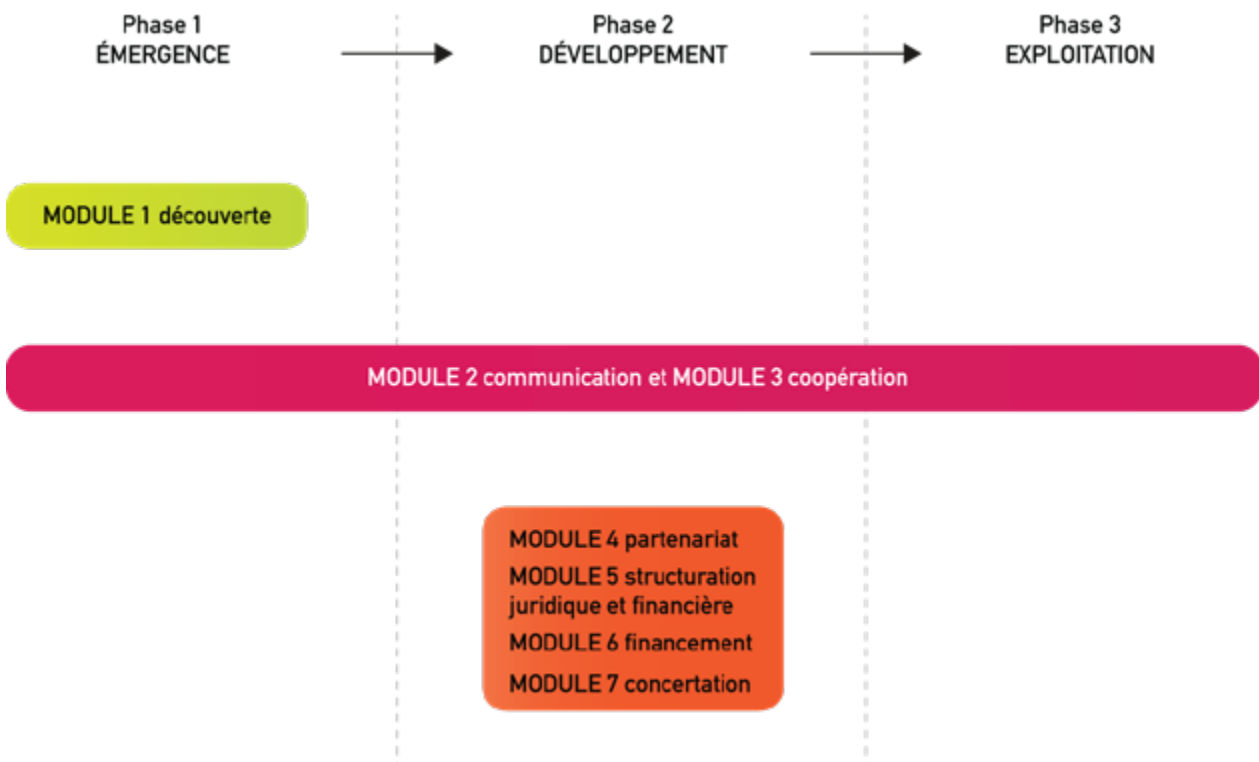 Phase 1
ÉMERGENCE
Phase 2
DÉVELOPPEMENT
Phase 3
EXPLOITATION
MODULE 1 découverte
MODULE 2 communication et MODULE 3 coopération
MODULE 4 partenariat
MODULE 5 structuration
juridique et financière
MODULE 6 financement
MODULE 7 concertation